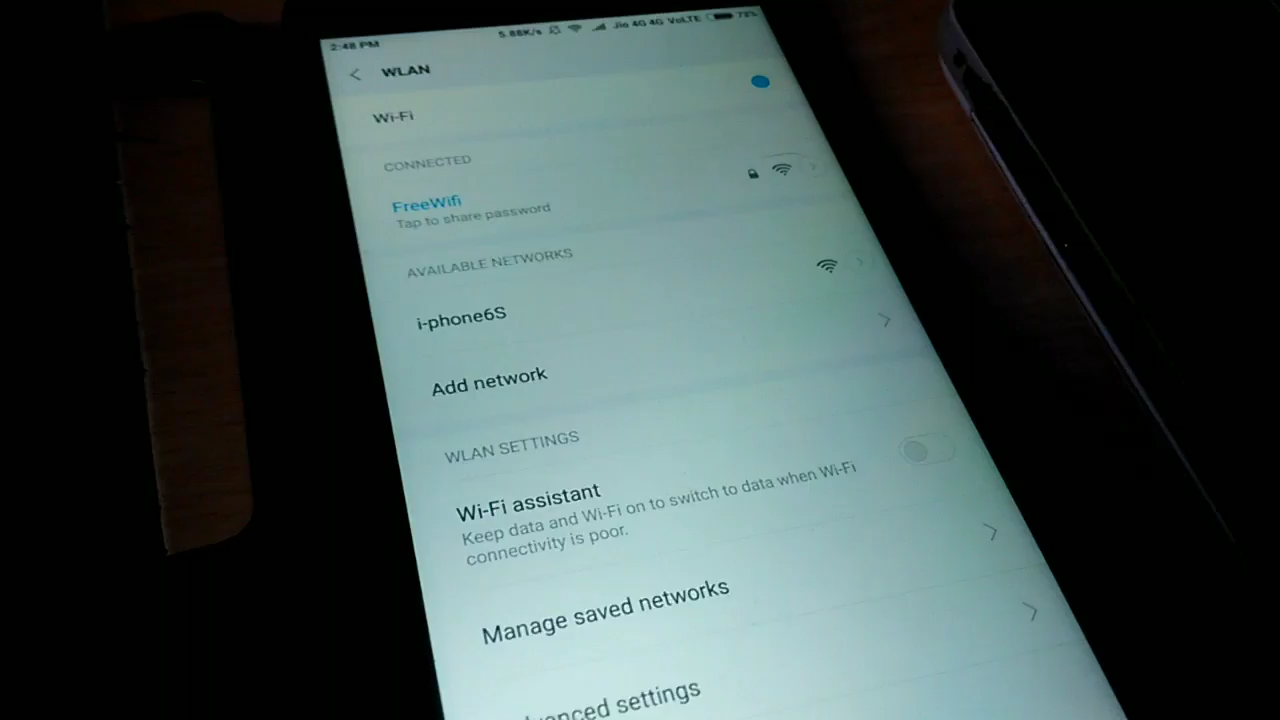 2:48 PM 5.88K/s Jio 4G 4G VoLTE 73%
WLAN
Wi-Fi
CONNECTED
FreeWifi
Tap to share password
AVAILABLE NETWORKS
i-phone6S
Add network
WLAN SETTINGS
Wi-Fi assistant
Keep data and Wi-Fi on to switch to data when Wi-Fi
connectivity is poor.
Manage saved networks
settings